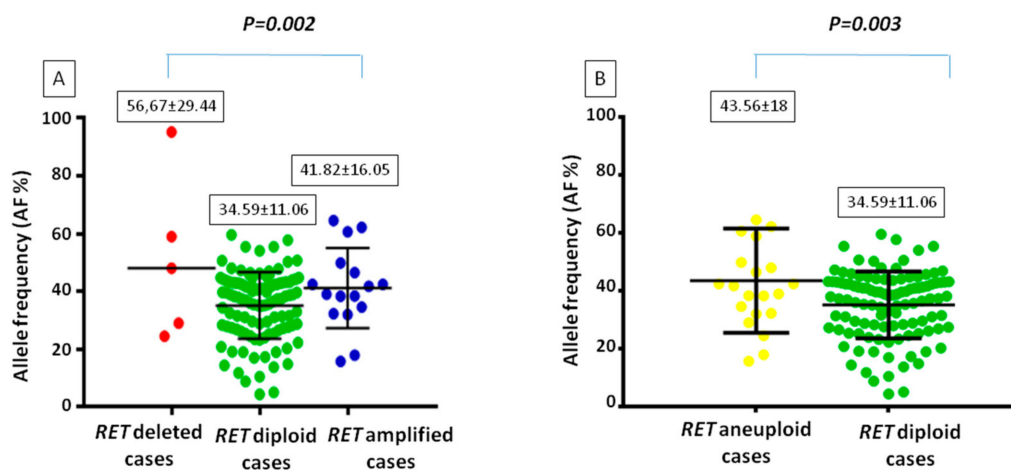 P=0.002
A
56,67±29.44
34.59±11.06
41.82±16.05
Allele frequency (AF %)
100
80
60
40
20
0
RET deleted cases
RET diploid cases
RET amplified cases
P=0.003
B
43.56±18
34.59±11.06
Allele frequency (AF %)
100
80
60
40
20
0
RET aneuploid cases
RET diploid cases